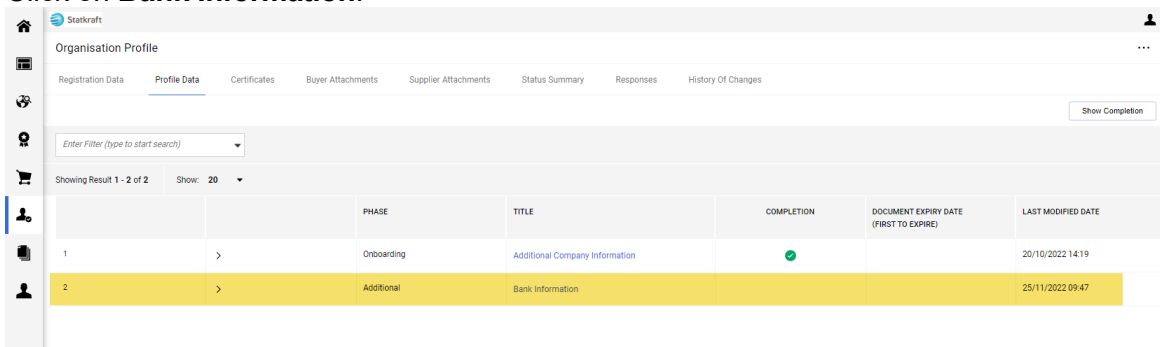 Click on Bank Information.
Statkraft
Organisation Profile
Registration Data Profile Data Certificates Buyer Attachments Supplier Attachments Status Summary Responses History Of Changes
Show Completion
Enter Filter (type to start search)
Showing Result 1 - 2 of 2 Show: 20
PHASE TITLE COMPLETION DOCUMENT EXPIRY DATE LAST MODIFIED DATE
(FIRST TO EXPIRE)
1 Onboarding Additional Company Information 20/10/2022 14:19
2 Additional Bank Information 25/11/2022 09:47